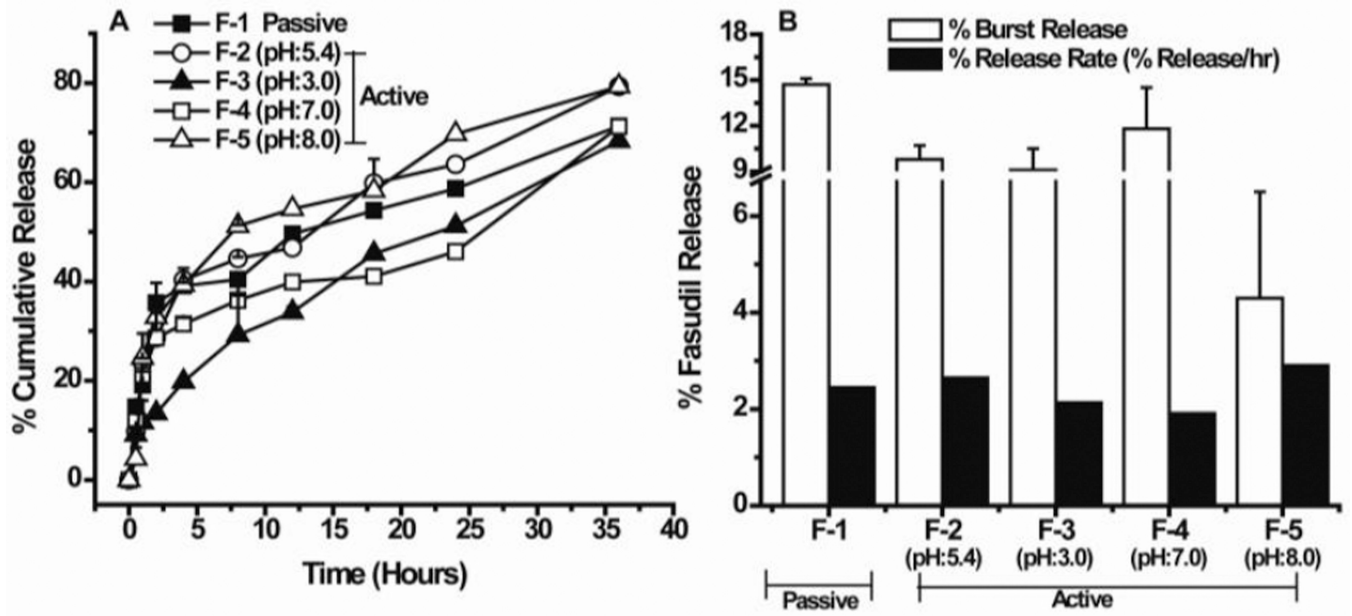 A
F-1 Passive
F-2 (pH:5.4)
F-3 (pH:3.0)
F-4 (pH:7.0)
F-5 (pH:8.0)
Active
% Cumulative Release
80
60
40
20
0
0 5 10 15 20 25 30 35 40
Time (Hours)
B
% Burst Release
% Release Rate (% Release/hr)
% Fasudil Release
18
15
12
9
6
4
2
0
F-1 F-2 F-3 F-4 F-5
(pH:5.4) (pH:3.0) (pH:7.0) (pH:8.0)
Passive Active